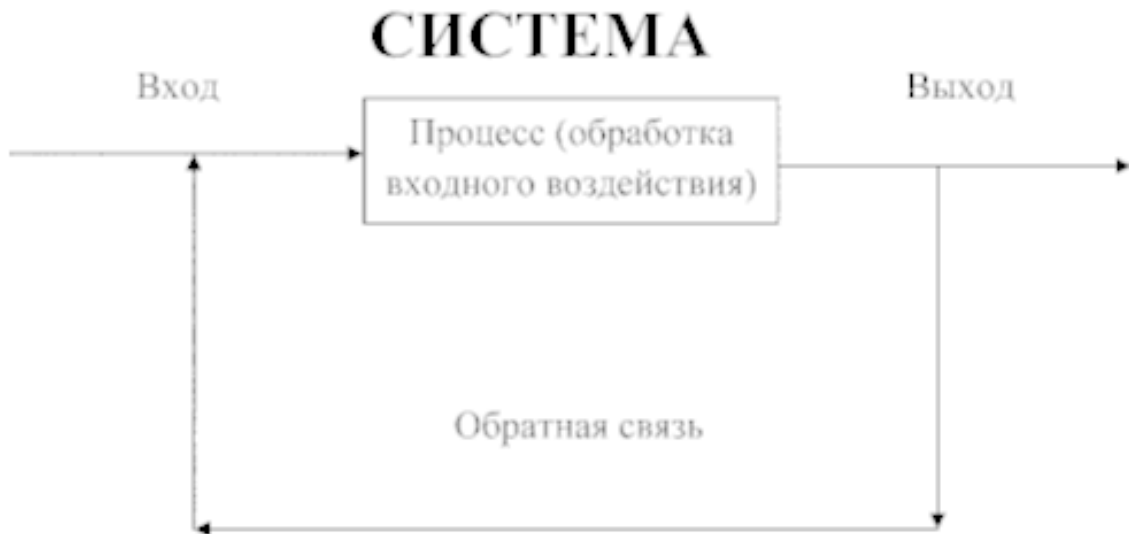 СИСТЕМА
Вход
Выход
Процесс (обработка
входного воздействия)
Обратная связь